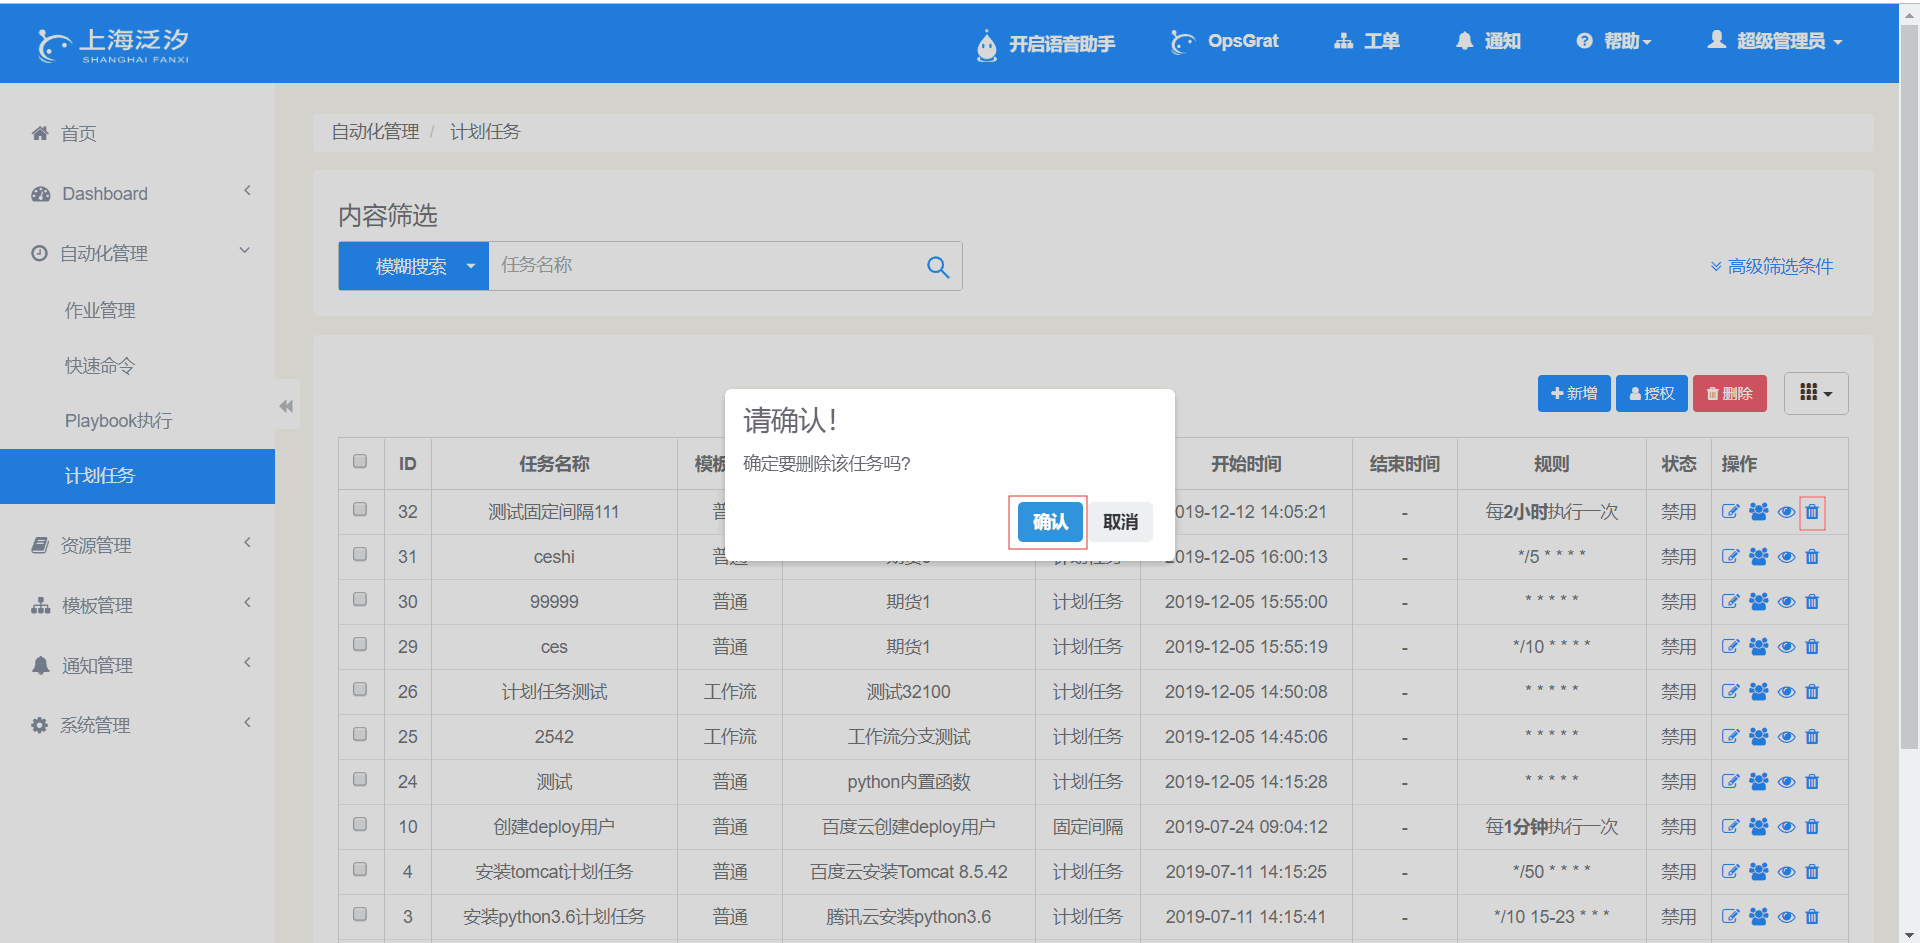 上海泛汐
SHANGHAI FANXI
开启语音助手
OpsGrat
工单
通知
帮助
超级管理员
首页
Dashboard
自动化管理
作业管理
快速命令
Playbook执行
计划任务
资源管理
模板管理
通知管理
系统管理
自动化管理 / 计划任务
内容筛选
模糊搜索 任务名称
高级筛选条件
新增 授权 删除
请确认！
确定要删除该任务吗?
确认 取消
ID 任务名称 模板 开始时间 结束时间 规则 状态 操作
32 测试固定间隔111 019-12-12 14:05:21 - 每2小时执行一次 禁用
31 ceshi 计划任务 2019-12-05 16:00:13 - */5 * * * * 禁用
30 99999 普通 期货1 计划任务 2019-12-05 15:55:00 - * * * * * 禁用
29 ces 普通 期货1 计划任务 2019-12-05 15:55:19 - */10 * * * * 禁用
26 计划任务测试 工作流 测试32100 计划任务 2019-12-05 14:50:08 - * * * * * 禁用
25 2542 工作流 工作流分支测试 计划任务 2019-12-05 14:45:06 - * * * * * 禁用
24 测试 普通 python内置函数 计划任务 2019-12-05 14:15:28 - * * * * * 禁用
10 创建deploy用户 普通 百度云创建deploy用户 固定间隔 2019-07-24 09:04:12 - 每1分钟执行一次 禁用
4 安装tomcat计划任务 普通 百度云安装Tomcat 8.5.42 计划任务 2019-07-11 14:15:25 - */50 * * * * 禁用
3 安装python3.6计划任务 普通 腾讯云安装python3.6 计划任务 2019-07-11 14:15:41 - */10 15-23 * * * 禁用